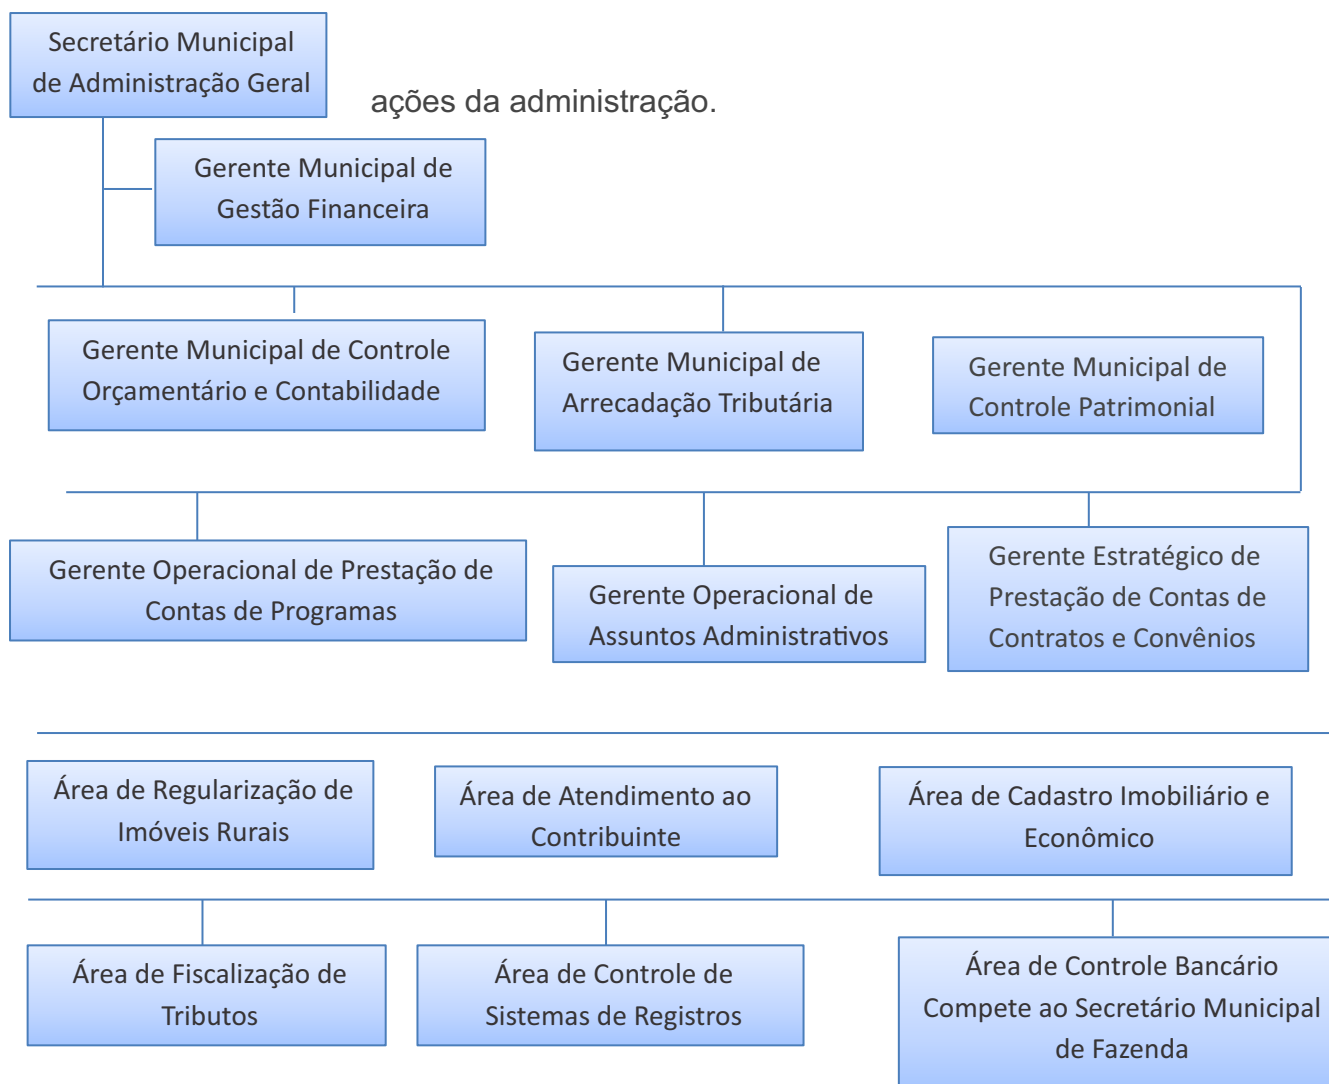 Secretário Municipal
de Administração Geral
ações da administração.
Gerente Municipal de
Gestão Financeira
Gerente Municipal de Controle
Orçamentário e Contabilidade
Gerente Municipal de
Arrecadação Tributária
Gerente Municipal de
Controle Patrimonial
Gerente Operacional de Prestação de
Contas de Programas
Gerente Operacional de
Assuntos Administrativos
Gerente Estratégico de
Prestação de Contas de
Contratos e Convênios
Área de Regularização de
Imóveis Rurais
Área de Atendimento ao
Contribuinte
Área de Cadastro Imobiliário e
Econômico
Área de Fiscalização de
Tributos
Área de Controle de
Sistemas de Registros
Área de Controle Bancário
Compete ao Secretário Municipal
de Fazenda